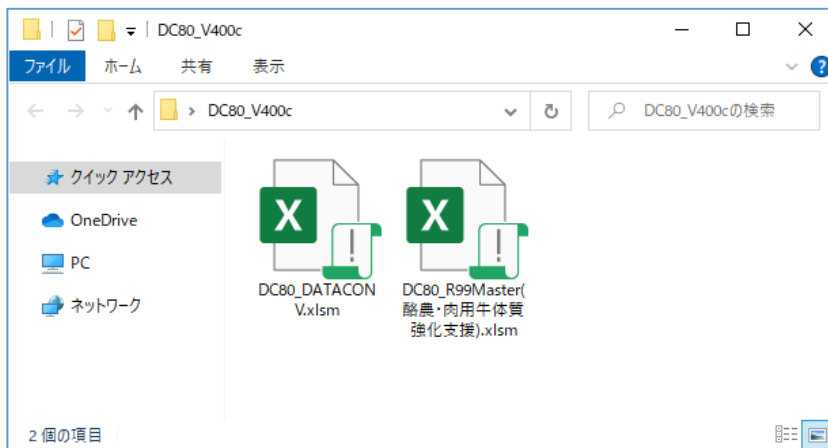 DC80_V400c
ファイル ホーム 共有 表示
DC80_V400c DC80_V400cの検索
クイック アクセス
OneDrive
PC
ネットワーク
DC80_DATACON
V.xlsm
DC80_R99Master(
酪農・肉用牛体質
強化支援).xlsm
2 個の項目